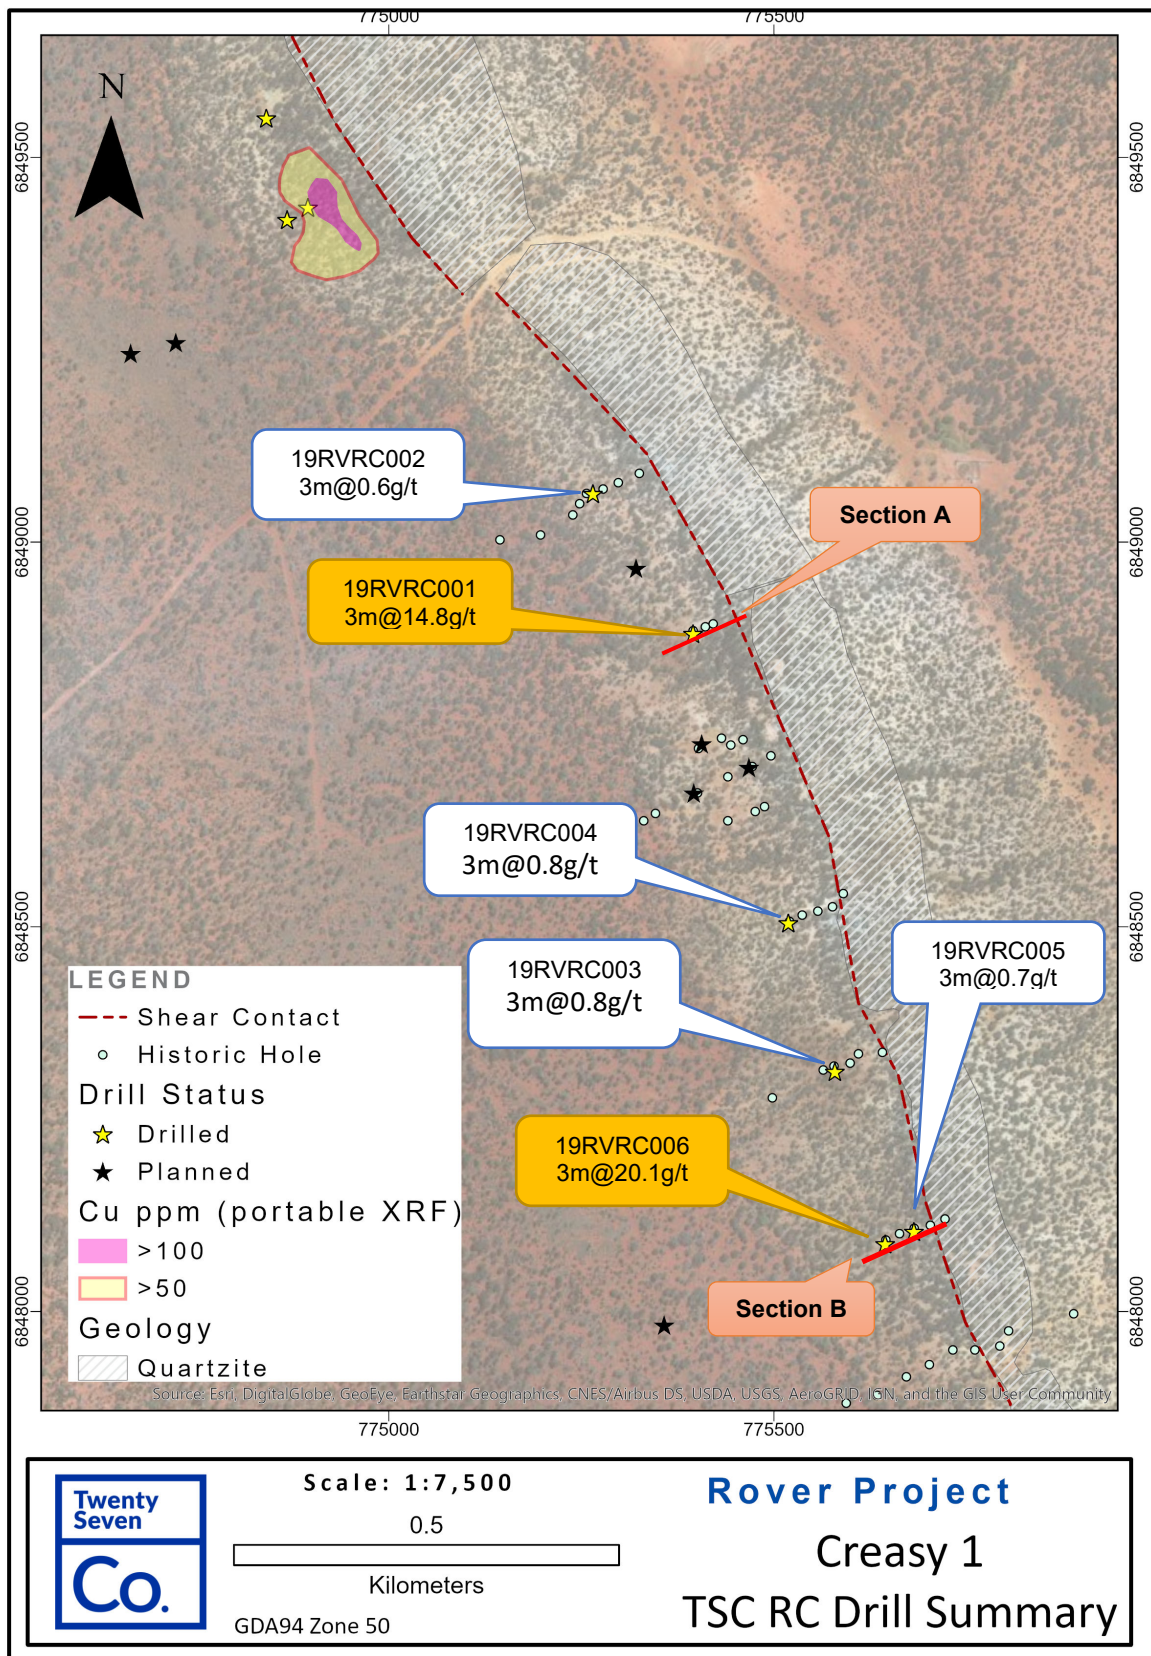 775000
775500
N
6849500
6849500
19RVRC002
3m@0.6g/t
Section A
6849000
6849000
19RVRC001
3m@14.8g/t
19RVRC004
3m@0.8g/t
6848500
6848500
19RVRC003
3m@0.8g/t
19RVRC005
3m@0.7g/t
LEGEND
Shear Contact
Historic Hole
Drill Status
Drilled
Planned
Cu ppm (portable XRF)
>100
>50
Geology
Quartzite
19RVRC006
3m@20.1g/t
Section B
6848000
6848000
Source: Esri, DigitalGlobe, GeoEye, Earthstar Geographics, CNES/Airbus DS, USDA, USGS, AeroGRID, IGN, and the GIS User Community
775000
775500
Twenty
Seven
Co.
Scale: 1:7,500
0.5
Kilometers
GDA94 Zone 50
Rover Project
Creasy 1
TSC RC Drill Summary